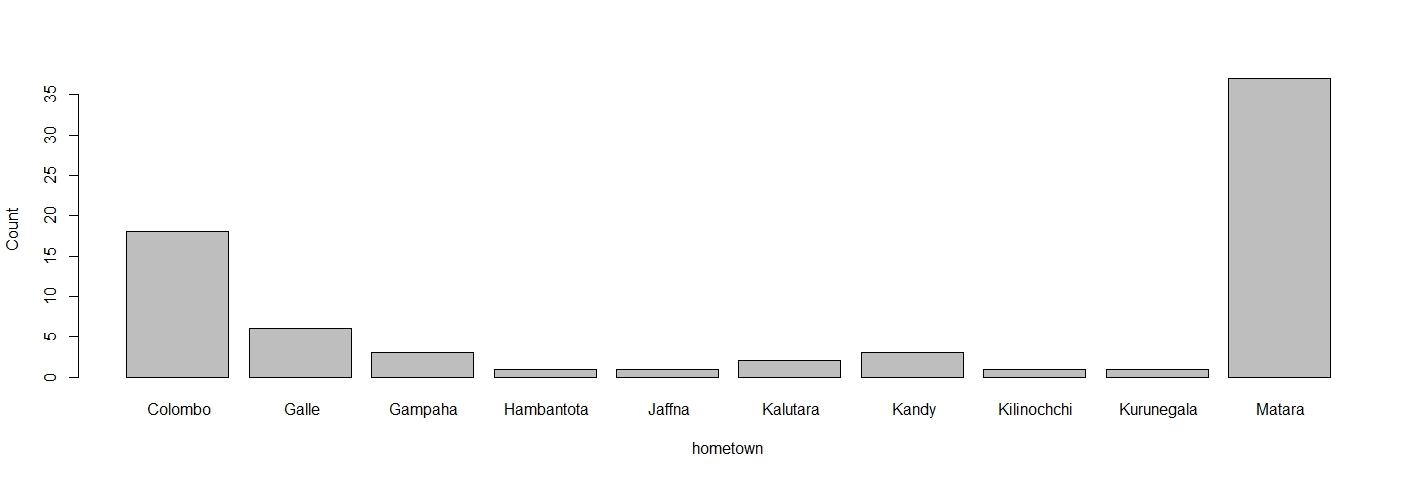 Count
35
30
25
20
15
10
5
0
Colombo Galle Gampaha Hambantota Jaffna Kalutara Kandy Kilinochchi Kurunegala Matara
hometown